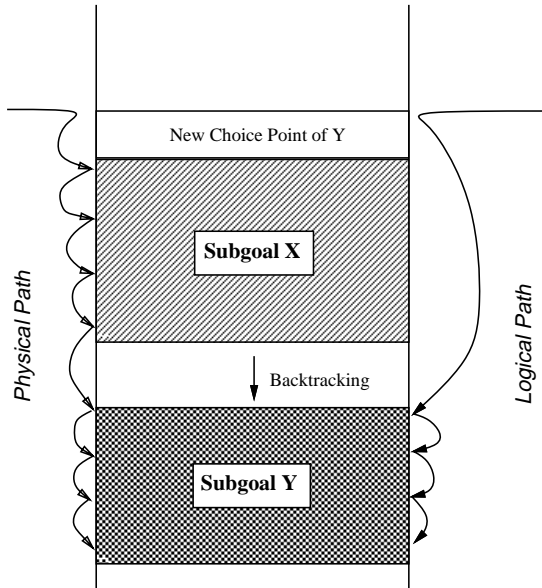 New Choice Point of Y
Subgoal X
Physical Path
Logical Path
Backtracking
Subgoal Y